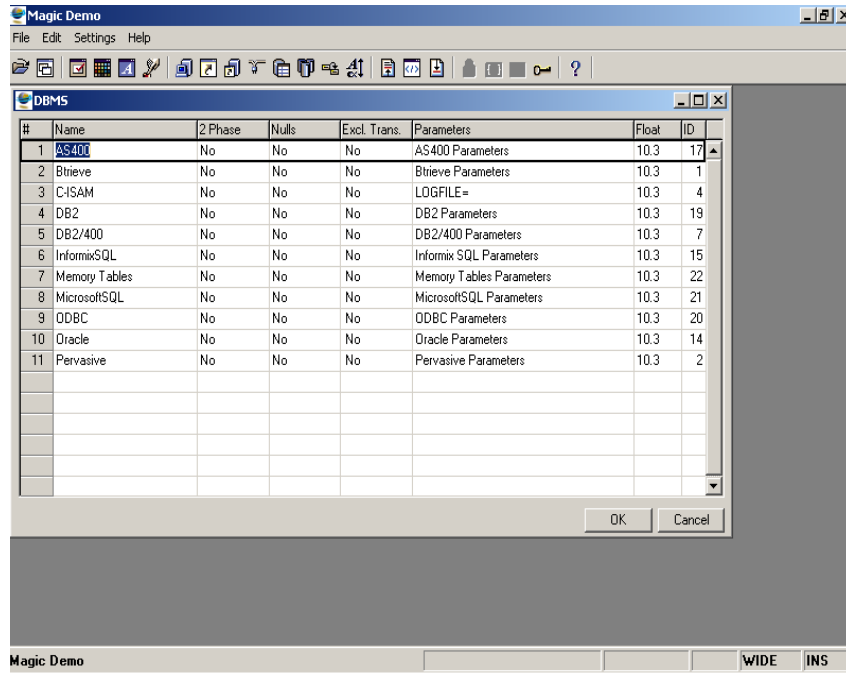 Magic Demo
File Edit Settings Help
DBMS
# Name 2 Phase Nulls Excl. Trans. Parameters Float ID
1 AS400 No No No AS400 Parameters 10.3 17
2 Btrieve No No No Btrieve Parameters 10.3 1
3 C-ISAM No No No LOGFILE= 10.3 4
4 DB2 No No No DB2 Parameters 10.3 19
5 DB2/400 No No No DB2/400 Parameters 10.3 7
6 InformixSQL No No No Informix SQL Parameters 10.3 15
7 Memory Tables No No No Memory Tables Parameters 10.3 22
8 MicrosoftSQL No No No MicrosoftSQL Parameters 10.3 21
9 ODBC No No No ODBC Parameters 10.3 20
10 Oracle No No No Oracle Parameters 10.3 14
11 Pervasive No No No Pervasive Parameters 10.3 2
OK Cancel
Magic Demo WIDE INS